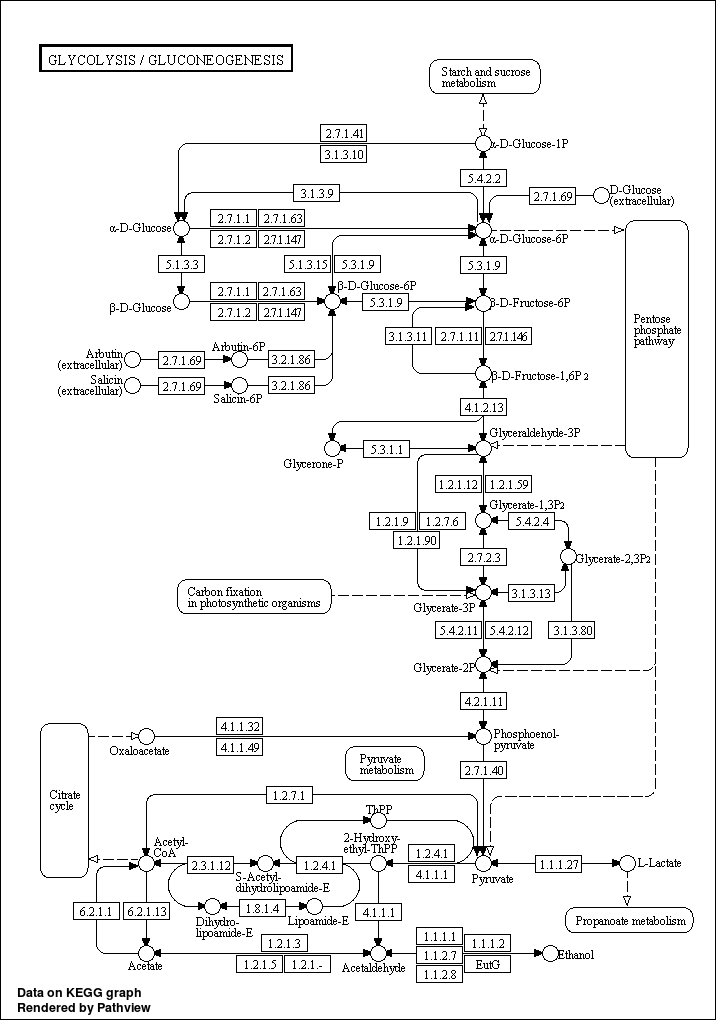 GLYCOLYSIS / GLUCONEOGENESIS
Starch and sucrose
metabolism
2.7.1.41
3.1.3.10
α-D-Glucose-1P
5.4.2.2
3.1.3.9
2.7.1.69
D-Glucose
(extracellular)
α-D-Glucose
2.7.1.1
2.7.1.63
2.7.1.2
2.7.1.147
α-D-Glucose-6P
5.1.3.3
5.1.3.15
5.3.1.9
5.3.1.9
β-D-Glucose-6P
β-D-Glucose
2.7.1.1
2.7.1.63
2.7.1.2
2.7.1.147
5.3.1.9
β-D-Fructose-6P
Pentose
phosphate
pathway
3.1.3.11
2.7.1.11
2.7.1.146
Arbutin
(extracellular)
2.7.1.69
Arbutin-6P
3.2.1.86
Salicin
(extracellular)
2.7.1.69
Salicin-6P
3.2.1.86
β-D-Fructose-1,6P2
4.1.2.13
Glyceraldehyde-3P
Glycerone-P
5.3.1.1
1.2.1.12
1.2.1.59
Glycerate-1,3P2
1.2.1.9
1.2.7.6
1.2.1.90
5.4.2.4
2.7.2.3
Glycerate-2,3P2
Carbon fixation
in photosynthetic organisms
Glycerate-3P
3.1.3.13
5.4.2.11
5.4.2.12
3.1.3.80
Glycerate-2P
4.2.1.11
Oxaloacetate
4.1.1.32
4.1.1.49
Phosphoenol-
pyruvate
Pyruvate
metabolism
2.7.1.40
Citrate
cycle
1.2.7.1
ThPP
Acetyl-
CoA
2-Hydroxy-
ethyl-ThPP
2.3.1.12
S-Acetyl-
dihydrolipoamide-E
1.2.4.1
1.2.4.1
4.1.1.1
Pyruvate
1.1.1.27
L-Lactate
6.2.1.1
6.2.1.13
Dihydro-
lipoamide-E
1.8.1.4
Lipoamide-E
4.1.1.1
Propanoate metabolism
Acetate
1.2.1.3
1.2.1.5
1.2.1.-
Acetaldehyde
1.1.1.1
1.1.1.2
1.1.2.7
EutG
1.1.2.8
Ethanol
Data on KEGG graph
Rendered by Pathview